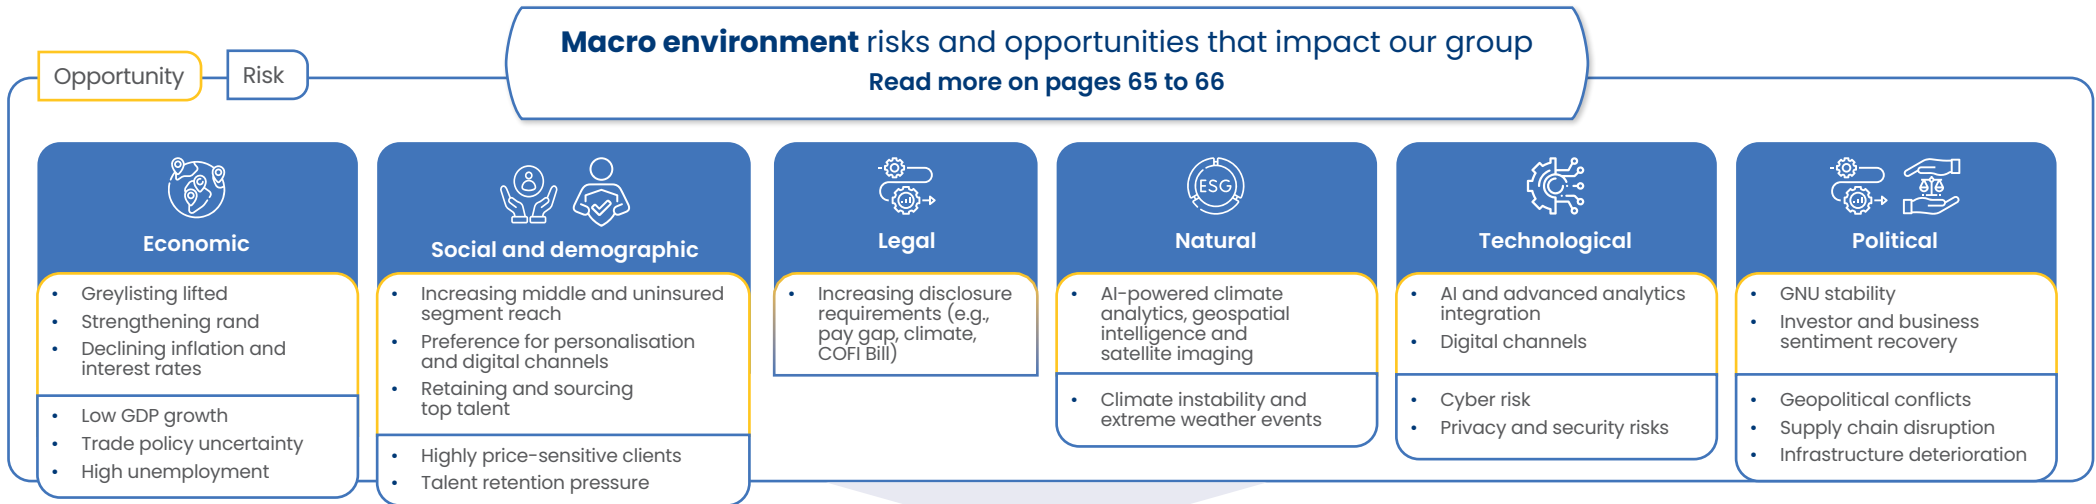 Macro environment risks and opportunities that impact our group
Read more on pages 65 to 66
Opportunity
Risk
Economic
• Greylisting lifted
• Strengthening rand
• Declining inflation and
interest rates
• Low GDP growth
• Trade policy uncertainty
• High unemployment
Social and demographic
• Increasing middle and uninsured
segment reach
• Preference for personalisation
and digital channels
• Retaining and sourcing
top talent
• Highly price-sensitive clients
• Talent retention pressure
Legal
• Increasing disclosure
requirements (e.g.,
pay gap, climate,
COFI Bill)
ESG
Natural
• AI-powered climate
analytics, geospatial
intelligence and
satellite imaging
• Climate instability and
extreme weather events
Technological
• AI and advanced analytics
integration
• Digital channels
• Cyber risk
• Privacy and security risks
Political
• GNU stability
• Investor and business
sentiment recovery
• Geopolitical conflicts
• Supply chain disruption
• Infrastructure deterioration